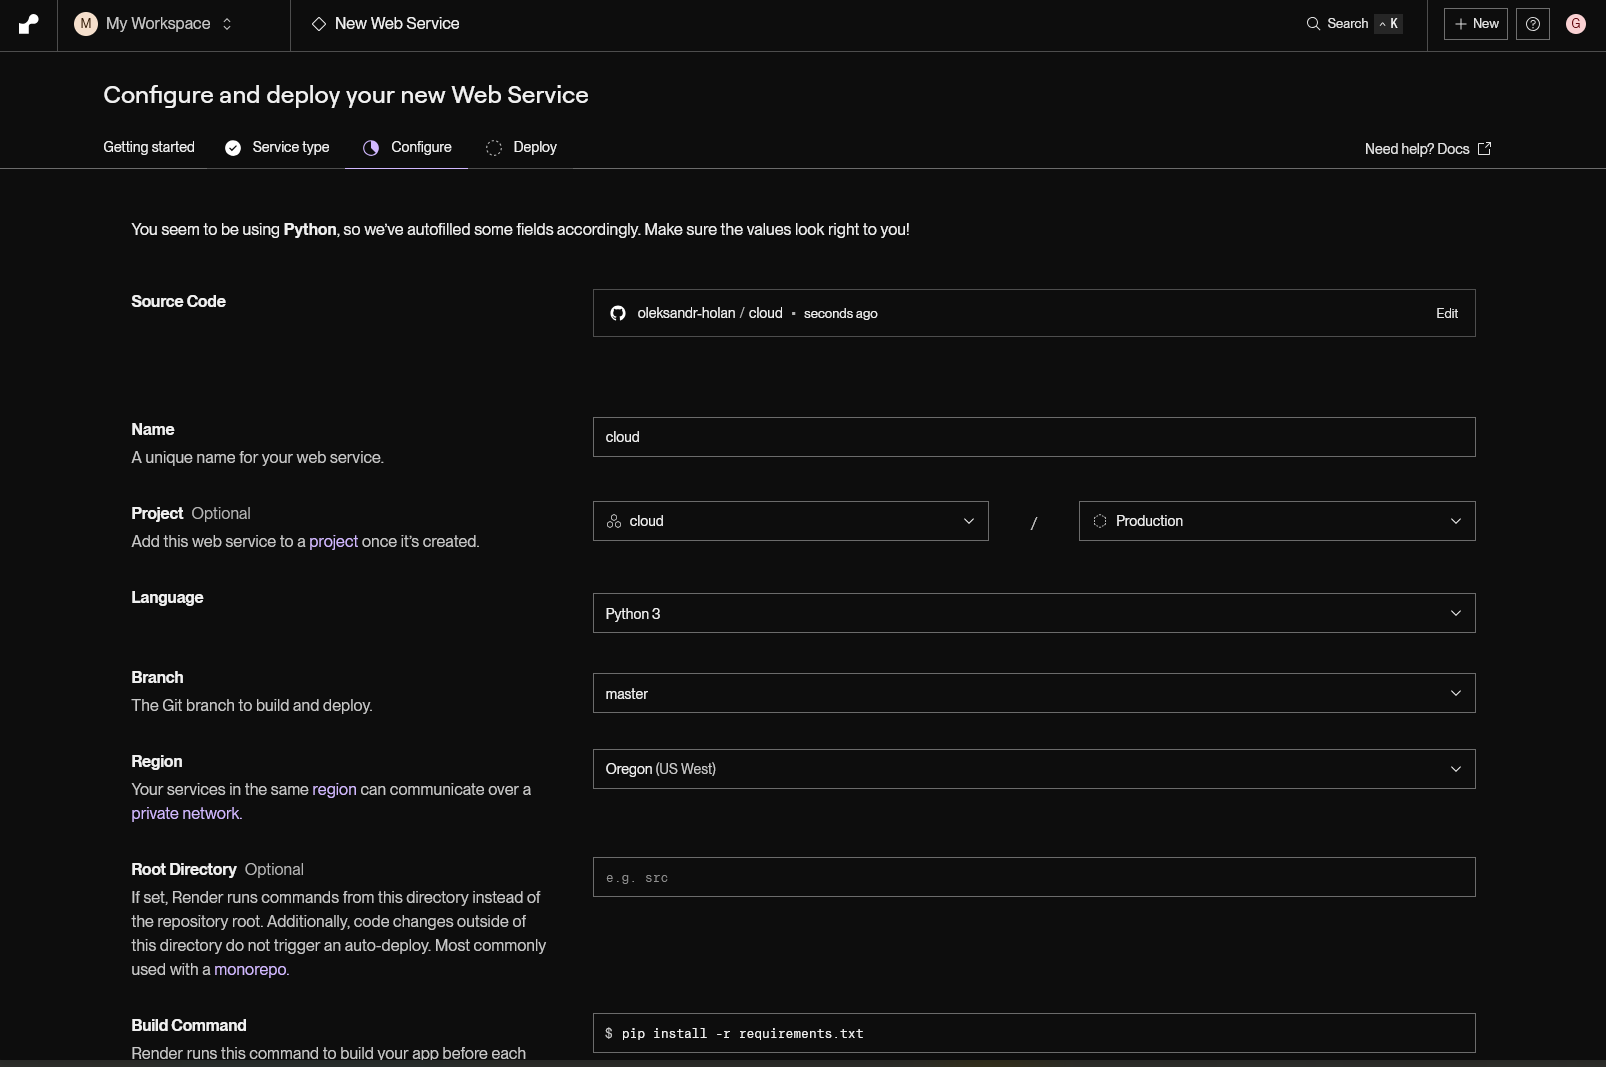 M My Workspace
New Web Service
Search ^ K
+ New
G
Configure and deploy your new Web Service
Getting started
Service type
Configure
Deploy
Need help? Docs
You seem to be using Python, so we've autofilled some fields accordingly. Make sure the values look right to you!
Source Code
oleksandr-holan / cloud • seconds ago
Edit
Name
A unique name for your web service.
cloud
Project Optional
Add this web service to a project once it's created.
cloud
/
Production
Language
Python 3
Branch
The Git branch to build and deploy.
master
Region
Your services in the same region can communicate over a
private network.
Oregon (US West)
Root Directory Optional
If set, Render runs commands from this directory instead of
the repository root. Additionally, code changes outside of
this directory do not trigger an auto-deploy. Most commonly
used with a monorepo.
e.g. src
Build Command
Render runs this command to build your app before each
$ pip install -r requirements.txt